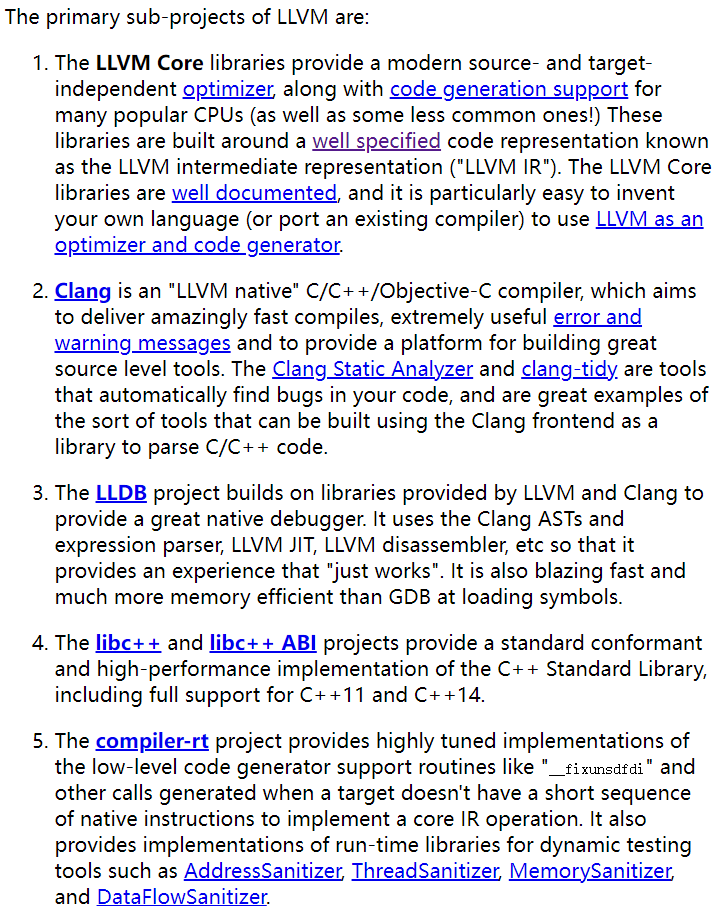 The primary sub-projects of LLVM are:
1. The LLVM Core libraries provide a modern source- and target-
independent optimizer, along with code generation support for
many popular CPUs (as well as some less common ones!) These
libraries are built around a well specified code representation known
as the LLVM intermediate representation ("LLVM IR"). The LLVM Core
libraries are well documented, and it is particularly easy to invent
your own language (or port an existing compiler) to use LLVM as an
optimizer and code generator.
2. Clang is an "LLVM native" C/C++/Objective-C compiler, which aims
to deliver amazingly fast compiles, extremely useful error and
warning messages and to provide a platform for building great
source level tools. The Clang Static Analyzer and clang-tidy are tools
that automatically find bugs in your code, and are great examples of
the sort of tools that can be built using the Clang frontend as a
library to parse C/C++ code.
3. The LLDB project builds on libraries provided by LLVM and Clang to
provide a great native debugger. It uses the Clang ASTs and
expression parser, LLVM JIT, LLVM disassembler, etc so that it
provides an experience that "just works". It is also blazing fast and
much more memory efficient than GDB at loading symbols.
4. The libc++ and libc++ ABI projects provide a standard conformant
and high-performance implementation of the C++ Standard Library,
including full support for C++11 and C++14.
5. The compiler-rt project provides highly tuned implementations of
the low-level code generator support routines like "__fixunsdfdi" and
other calls generated when a target doesn't have a short sequence
of native instructions to implement a core IR operation. It also
provides implementations of run-time libraries for dynamic testing
tools such as AddressSanitizer, ThreadSanitizer, MemorySanitizer,
and DataFlowSanitizer.